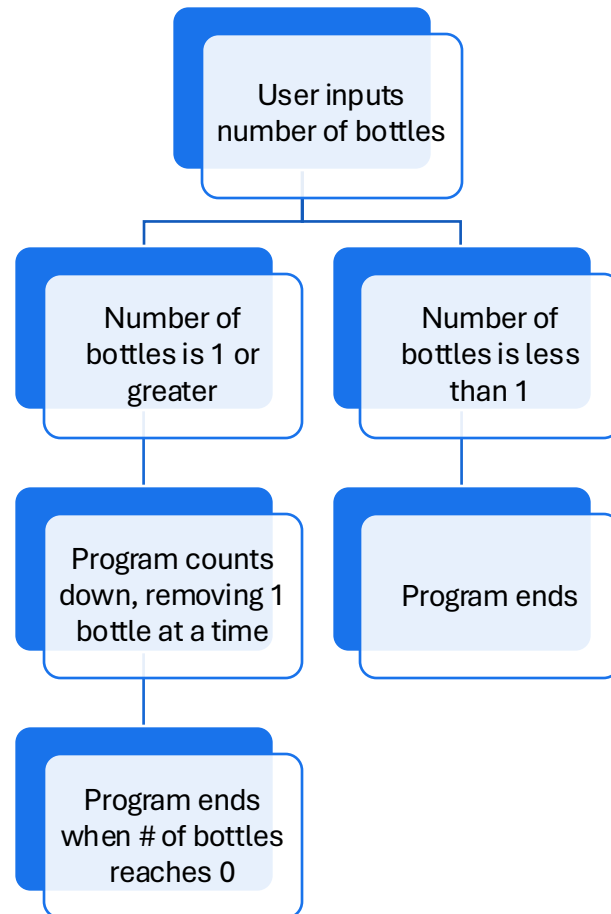 User inputs
number of bottles
Number of
bottles is 1 or
greater
Number of
bottles is less
than 1
Program counts
down, removing 1
bottle at a time
Program ends
Program ends
when # of bottles
reaches 0